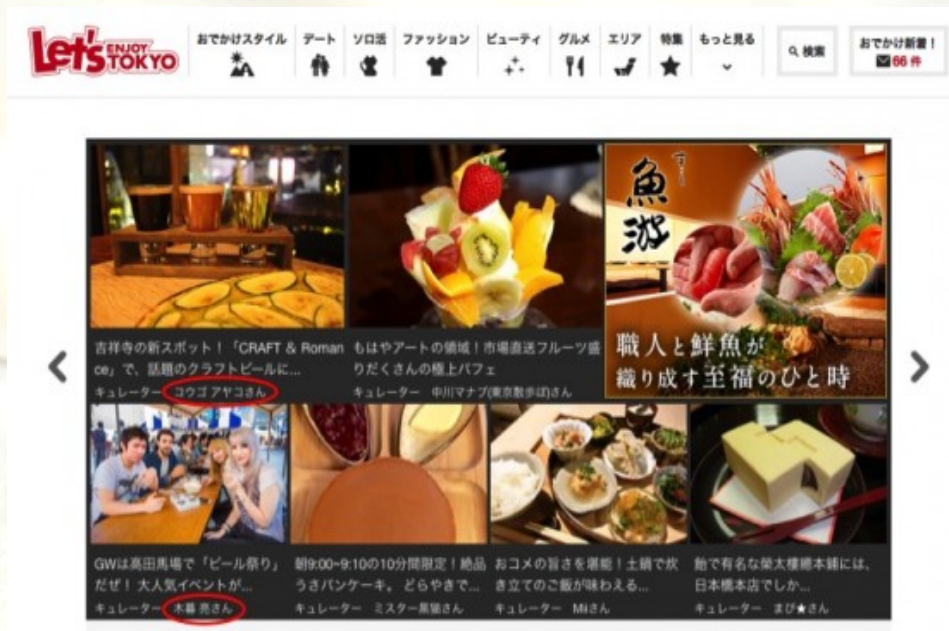 Let's ENJOY TOKYO
おでかけスタイル デート ソロ活 ファッション ビューティ グルメ エリア 特集 もっと見る
検索
おでかけ新着！
66 件
魚游
職人と鮮魚が
織り成す至福のひと時
吉祥寺の新スポット！「CRAFT & Roman
ce」で、話題のクラフトビールに...
キュレーター コウゴ アヤコさん
もはやアートの領域！市場直送フルーツ盛
りだくさんの極上パフェ
キュレーター 中川マナブ(東京散歩ぽ)さん
GWは高田馬場で「ビール祭り」
だぜ！ 大人気イベントが...
キュレーター 木暮 亮さん
朝9:00~9:10の10分間限定！絶品
うさパンケーキ。 どらやきで...
キュレーター ミスター黒猫さん
おコメの旨さを堪能！土鍋で炊
き立てのご飯が味わえる...
キュレーター Miiさん
飴で有名な榮太樓總本鋪には、
日本橋本店でしか...
キュレーター まぴ★さん